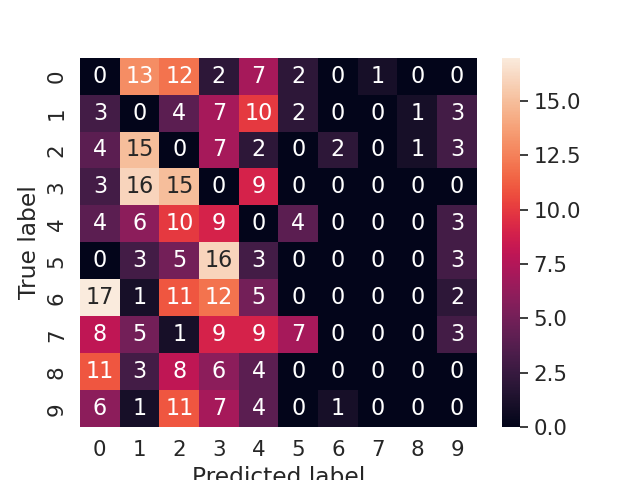 0 0 13 12 2 7 2 0 1 0 0
1 3 0 4 7 10 2 0 0 1 3
2 4 15 0 7 2 0 2 0 1 3
3 3 16 15 0 9 0 0 0 0 0
4 4 6 10 9 0 4 0 0 0 3
5 0 3 5 16 3 0 0 0 0 3
6 17 1 11 12 5 0 0 0 0 2
7 8 5 1 9 9 7 0 0 0 3
8 11 3 8 6 4 0 0 0 0 0
9 6 1 11 7 4 0 1 0 0 0
0 1 2 3 4 5 6 7 8 9
Predicted label
True label
15.0
12.5
10.0
7.5
5.0
2.5
0.0